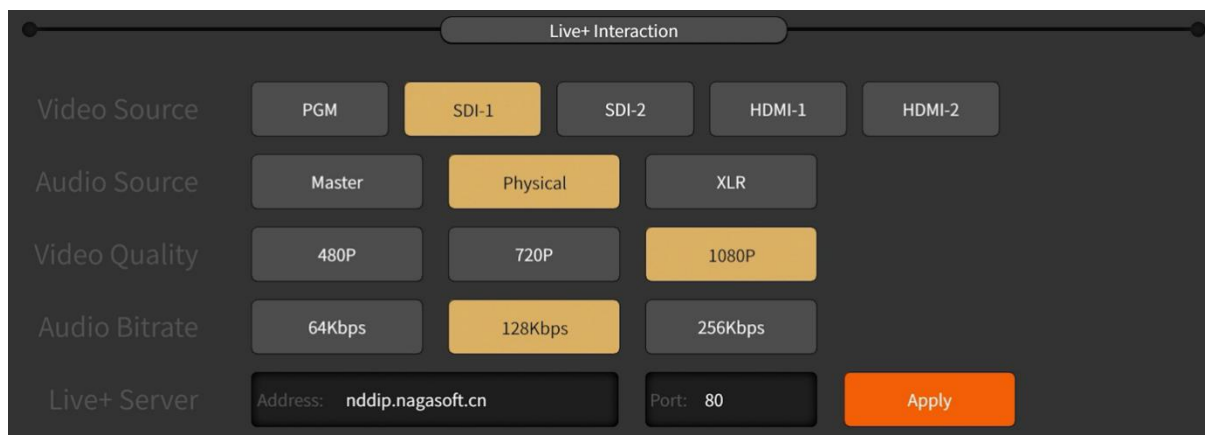 Live+ Interaction
Video Source PGM SDI-1 SDI-2 HDMI-1 HDMI-2
Audio Source Master Physical XLR
Video Quality 480P 720P 1080P
Audio Bitrate 64Kbps 128Kbps 256Kbps
Live+ Server Address: nddip.nagasoft.cn Port: 80 Apply